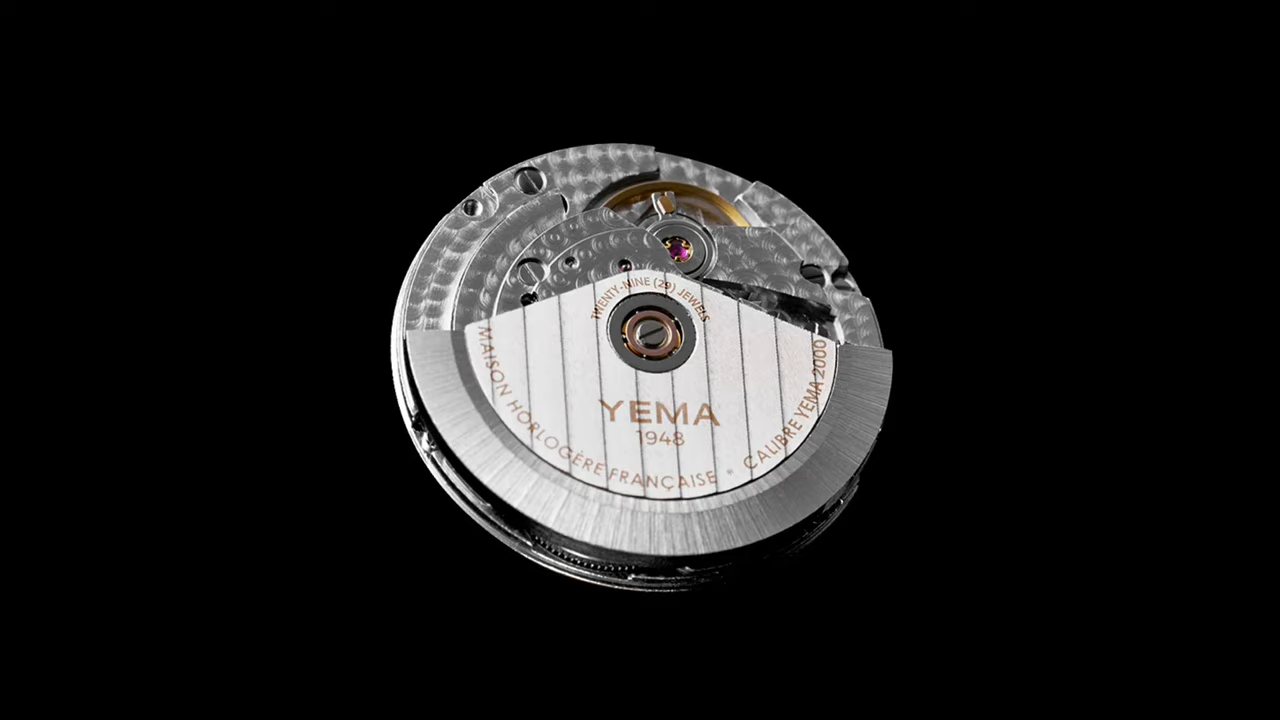 TWENTY-NINE (29) JEWELS
YEMA
1948
MAISON HORLOGÈRE FRANÇAISE • CALIBRE YEMA 2000